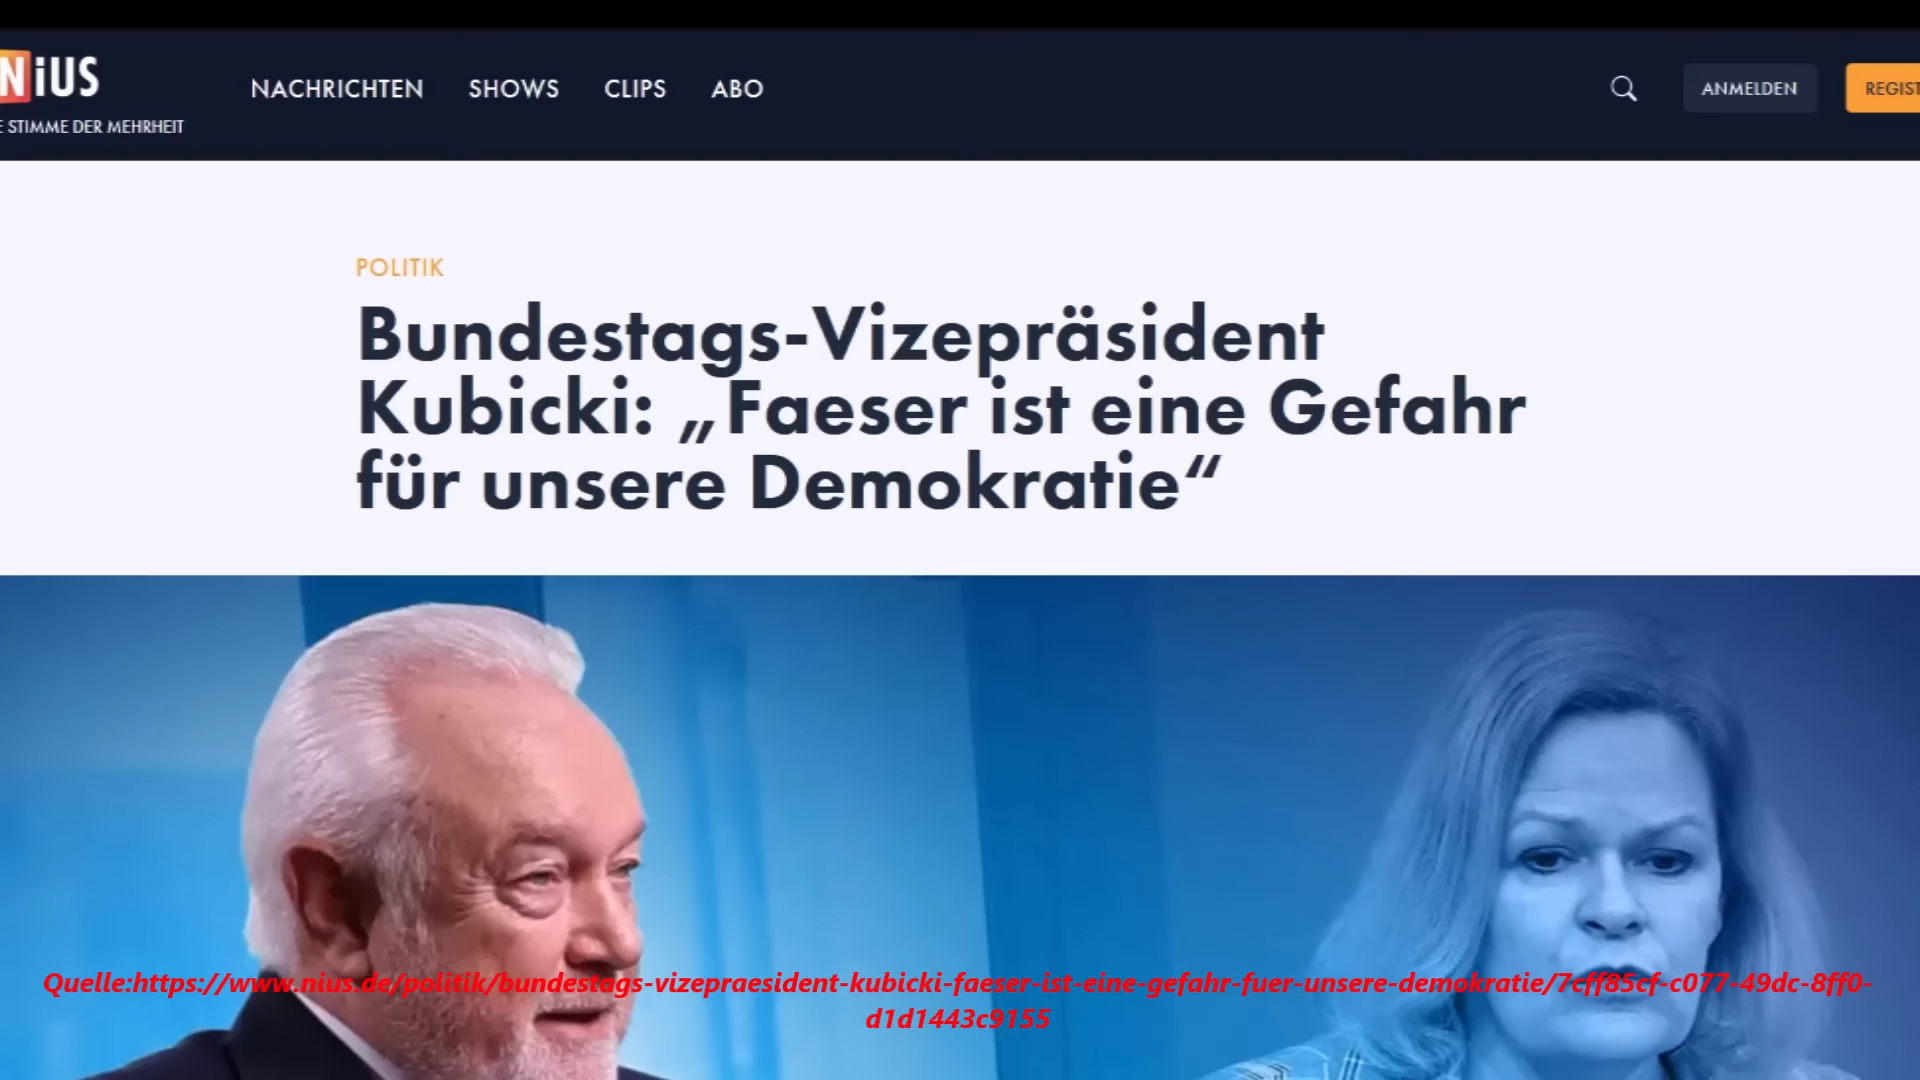 NiUS
E STIMME DER MEHRHEIT
NACHRICHTEN SHOWS CLIPS ABO
ANMELDEN
REGIST
POLITIK
Bundestags-Vizepräsident
Kubicki: „Faeser ist eine Gefahr
für unsere Demokratie“
Quelle:https://www.nius.de/politik/bundestags-vizepraesident-kubicki-faeser-ist-eine-gefahr-fuer-unsere-demokratie/7cff85cf-c077-49dc-8ff0-
d1d1443c9155